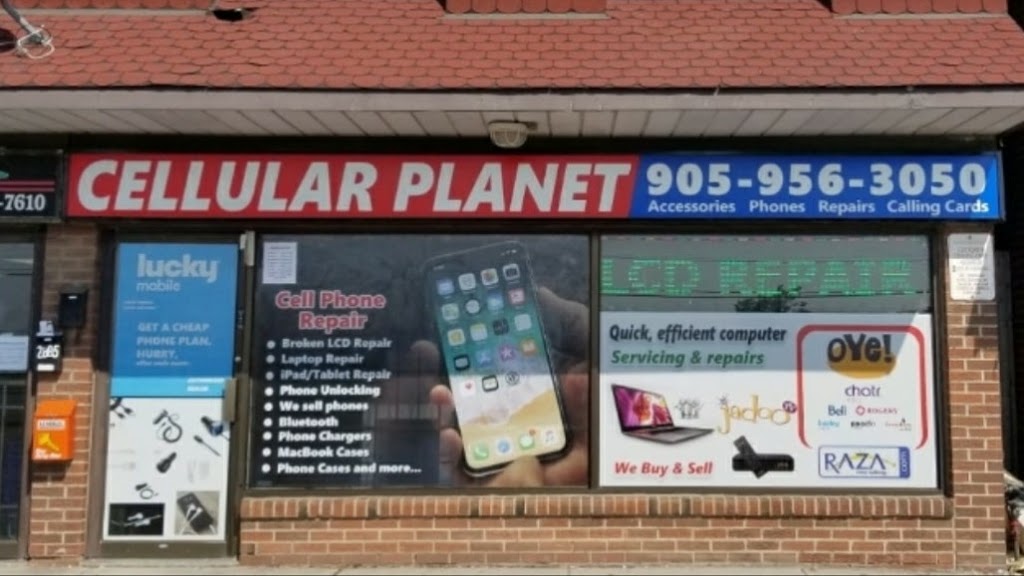 -7610
CELLULAR PLANET
905-956-3050
Accessories Phones Repairs Calling Cards
lucky
mobile
GET A CHEAP
PHONE PLAN.
HURRY,
Cell Phone
Repair
Broken LCD Repair
Laptop Repair
iPad/Tablet Repair
Phone Unlocking
We sell phones
Bluetooth
Phone Chargers
MacBook Cases
Phone Cases and more...
LCD REPAIR
Quick, efficient computer
Servicing & repairs
We Buy & Sell
jadoo
OYe!
chatr
Bell ROGERS
lucky
RAZA.com